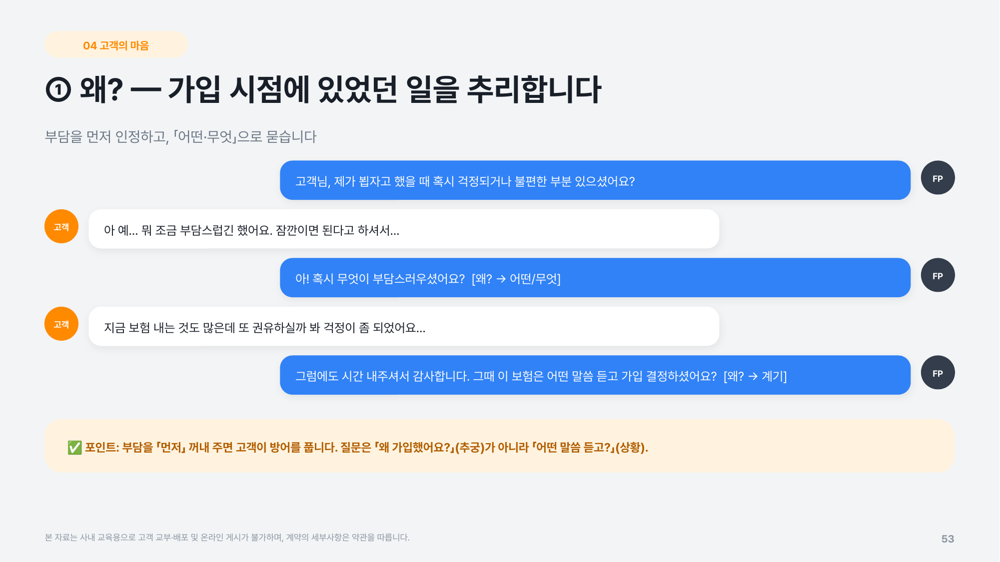 04 고객의 마음
① 왜? — 가입 시점에 있었던 일을 추리합니다
부담을 먼저 인정하고, 「어떤·무엇」으로 묻습니다
고객님, 제가 뵙자고 했을 때 혹시 걱정되거나 불편한 부분 있으셨어요?
FP
고객
아 예... 뭐 조금 부담스럽긴 했어요. 잠깐이면 된다고 하셔서...
아! 혹시 무엇이 부담스러우셨어요? [왜? → 어떤/무엇]
FP
고객
지금 보험 내는 것도 많은데 또 권유하실까 봐 걱정이 좀 되었어요...
그럼에도 시간 내주셔서 감사합니다. 그때 이 보험은 어떤 말씀 듣고 가입 결정하셨어요? [왜? → 계기]
FP
✅ 포인트: 부담을 『먼저』 꺼내 주면 고객이 방어를 풉니다. 질문은 『왜 가입했어요?』(추궁)가 아니라 『어떤 말씀 듣고?』(상황).
본 자료는 사내 교육용으로 고객 교부·배포 및 온라인 게시가 불가하며, 계약의 세부사항은 약관을 따릅니다.
53